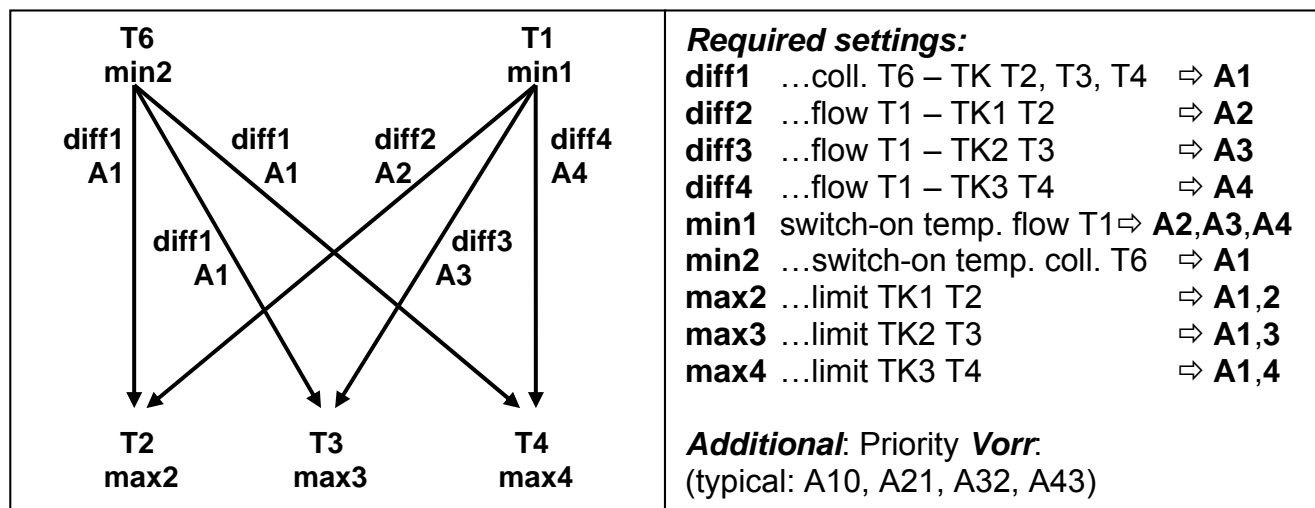 T6
min2
T1
min1
diff1
A1
diff1
A1
diff2
A2
diff4
A4
diff1
A1
diff3
A3
T2
max2
T3
max3
T4
max4
Required settings:
diff1 …coll. T6 – TK T2, T3, T4 ⇨ A1
diff2 …flow T1 – TK1 T2 ⇨ A2
diff3 …flow T1 – TK2 T3 ⇨ A3
diff4 …flow T1 – TK3 T4 ⇨ A4
min1 switch-on temp. flow T1⇨ A2,A3,A4
min2 …switch-on temp. coll. T6 ⇨ A1
max2 …limit TK1 T2 ⇨ A1,2
max3 …limit TK2 T3 ⇨ A1,3
max4 …limit TK3 T4 ⇨ A1,4
Additional: Priority Vorr:
(typical: A10, A21, A32, A43)